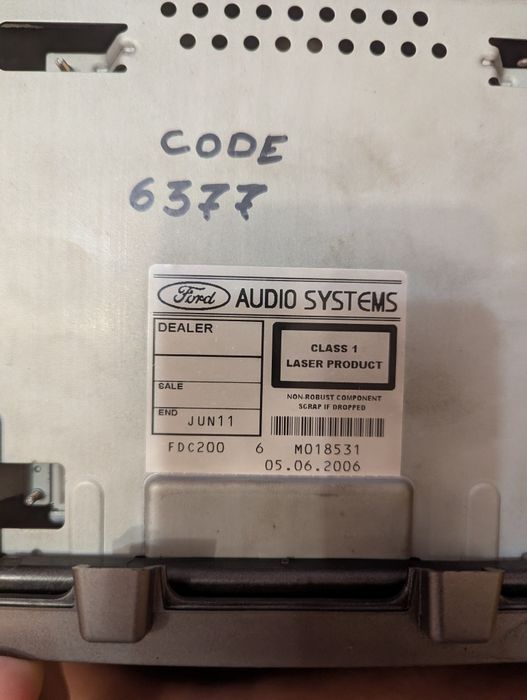 CODE
6377
Ford AUDIO SYSTEMS
DEALER
CLASS 1
LASER PRODUCT
SALE
NON-ROBUST COMPONENT
SCRAP IF DROPPED
END JUN11
FDC200 6 M018531
05.06.2006